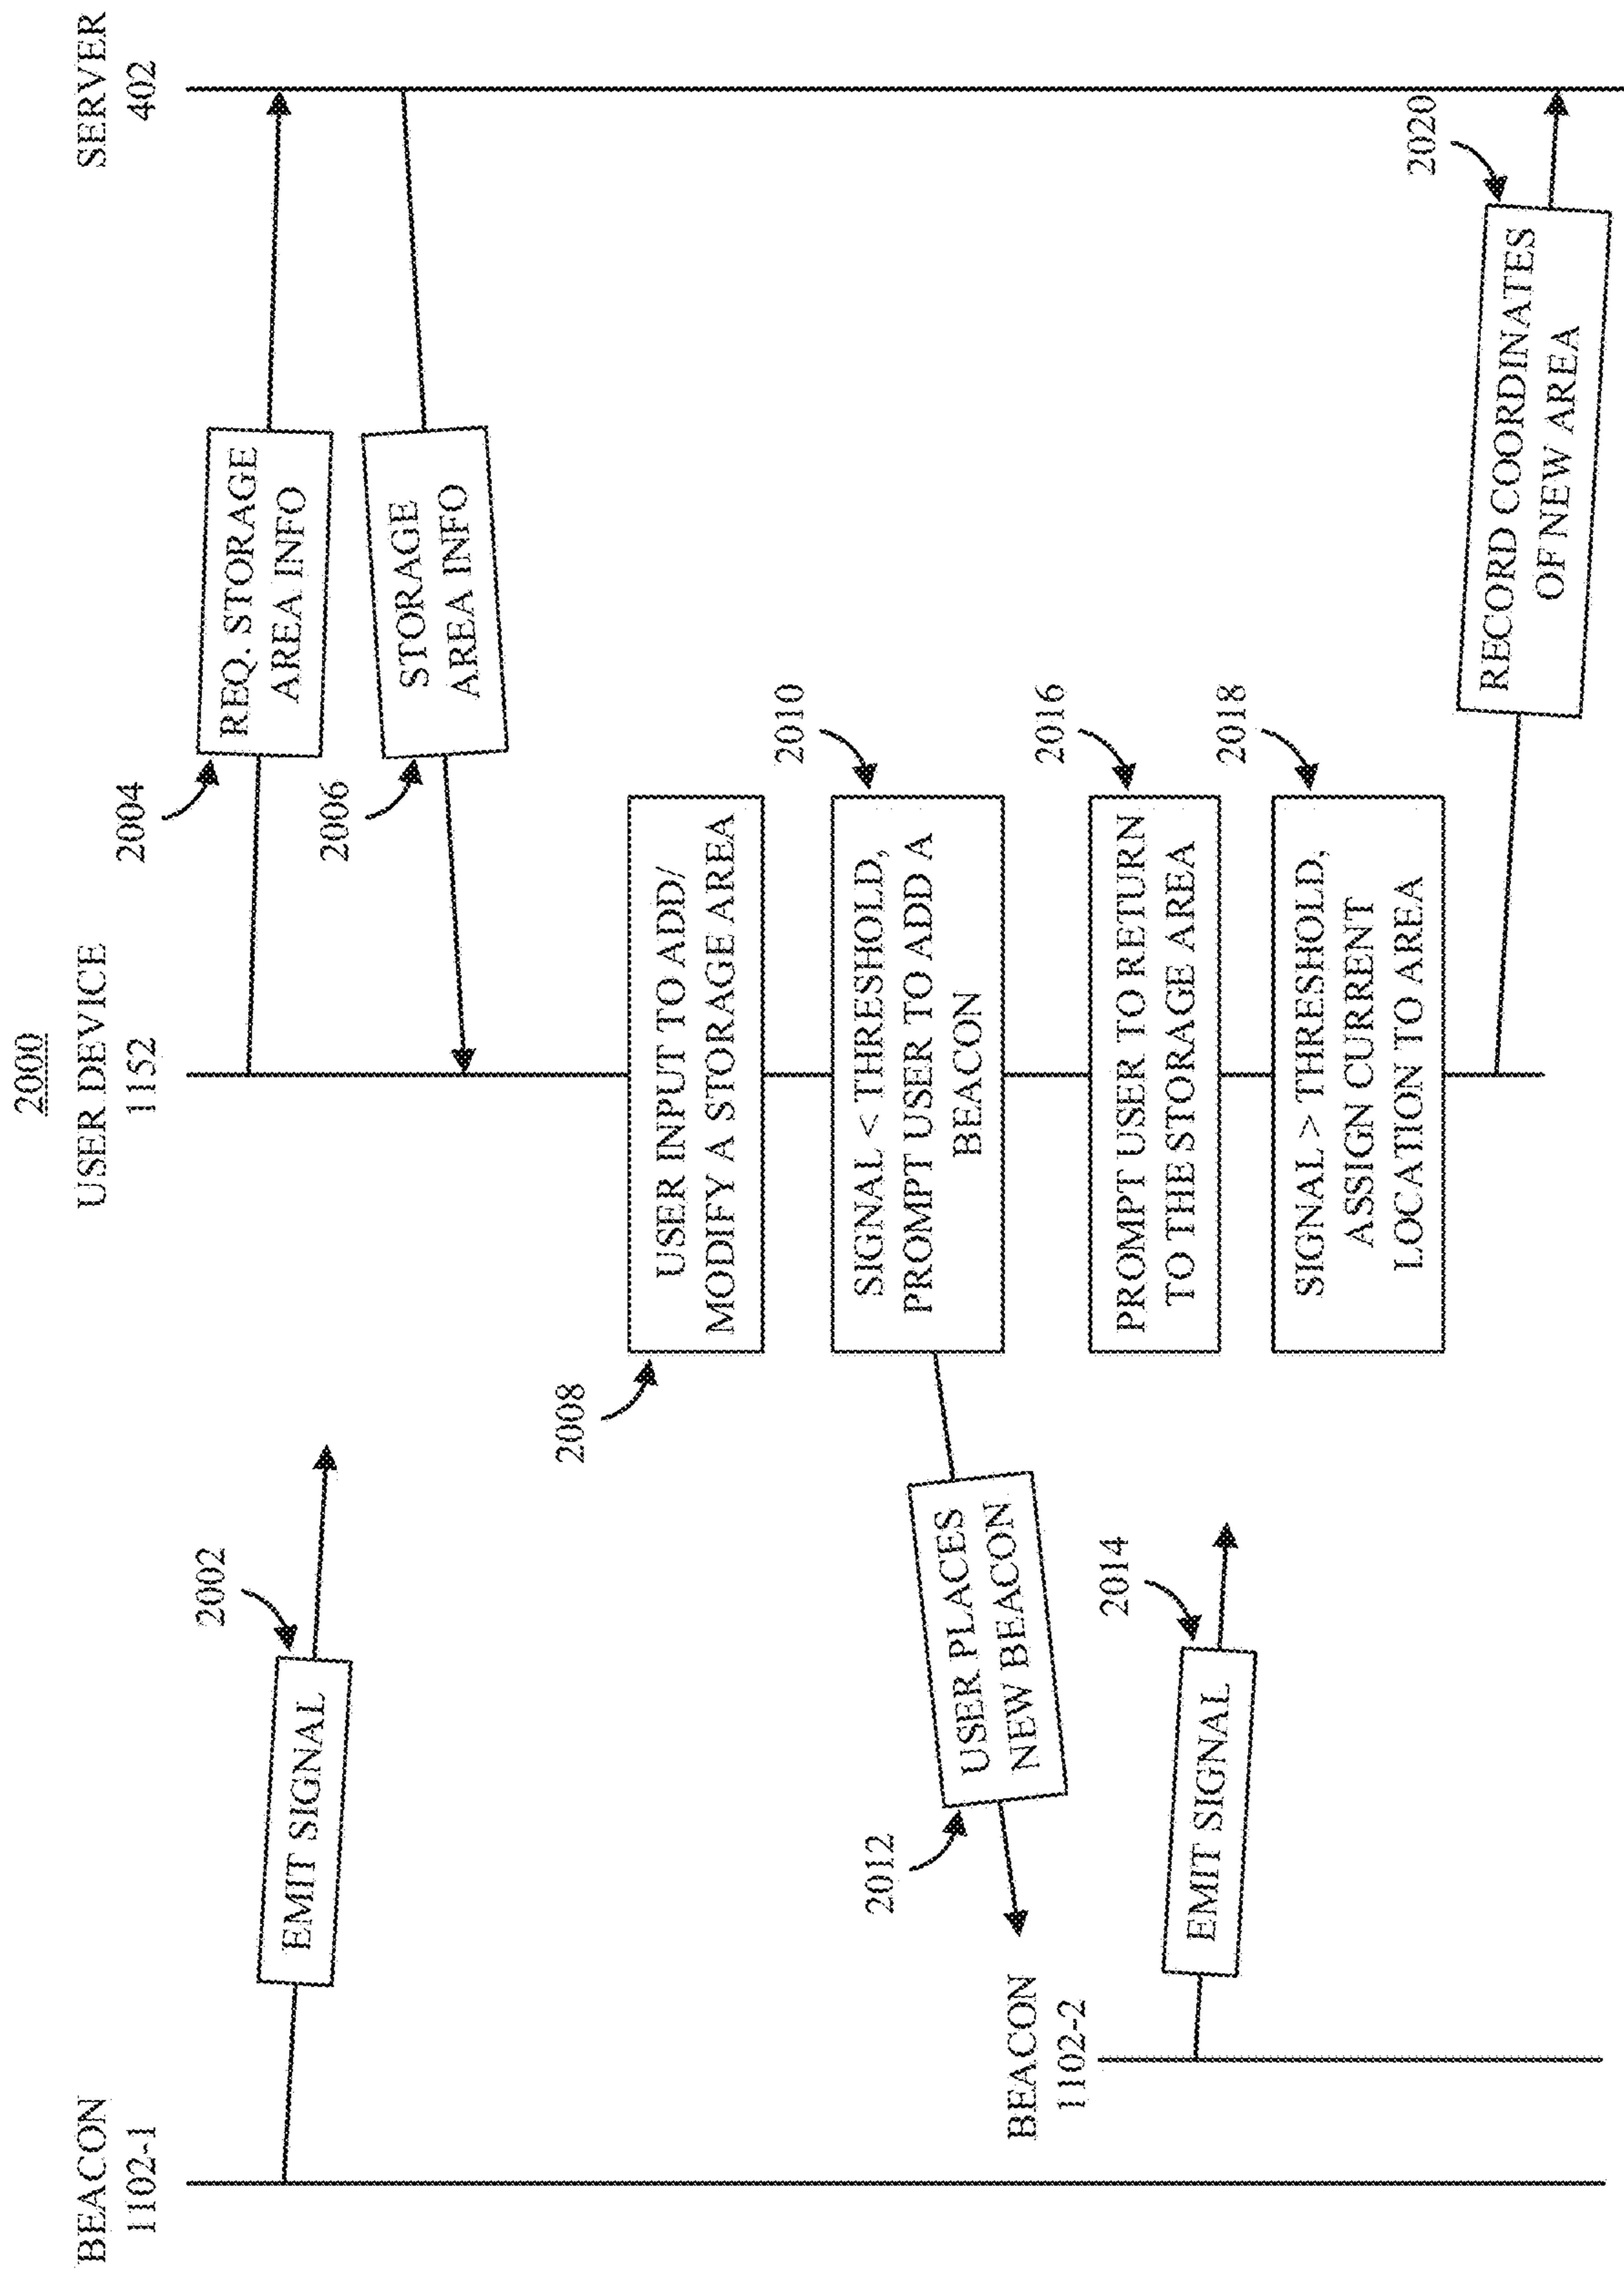 2000
BEACON
1102-1
USER DEVICE
1152
SERVER
402
2002
EMIT SIGNAL
2004
REQ. STORAGE
AREA INFO
2006
STORAGE
AREA INFO
2008
USER INPUT TO ADD/
MODIFY A STORAGE AREA
2010
SIGNAL < THRESHOLD,
PROMPT USER TO ADD A
BEACON
2012
USER PLACES
NEW BEACON
BEACON
1102-2
2014
EMIT SIGNAL
2016
PROMPT USER TO RETURN
TO THE STORAGE AREA
2018
SIGNAL > THRESHOLD,
ASSIGN CURRENT
LOCATION TO AREA
2020
RECORD COORDINATES
OF NEW AREA